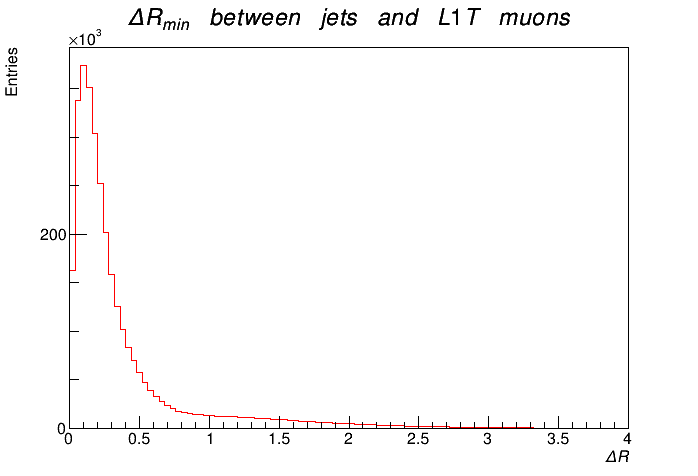 ΔR_min between jets and L1T muons
×10³
Entries
200
0
0 0.5 1 1.5 2 2.5 3 3.5 4
ΔR